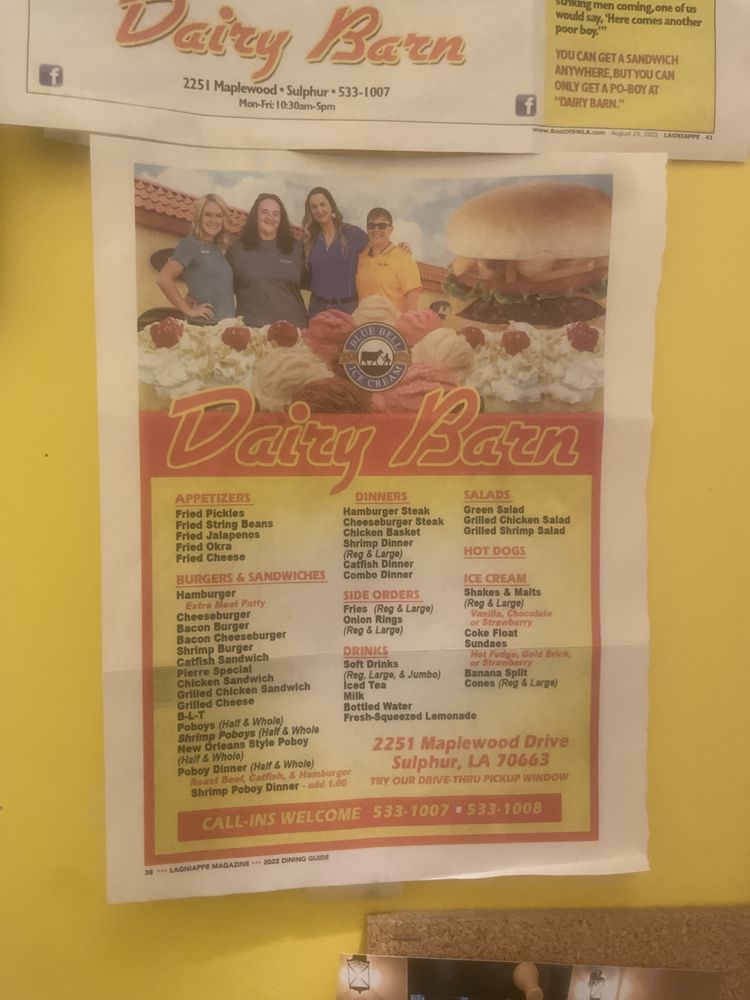 striking men coming, one of us
would say, 'Here comes another
poor boy.'"
YOU CAN GET A SANDWICH
ANYWHERE, BUT YOU CAN
ONLY GET A PO-BOY AT
"DAIRY BARN."
Dairy Barn
2251 Maplewood • Sulphur • 533-1007
Mon-Fri: 10:30am-5pm
f
f
www.BestOfSWLA.com August 25, 2022 LAGNIAPPE 41
BLUE BELL
ICE CREAM
Dairy Barn
APPETIZERS
Fried Pickles
Fried String Beans
Fried Jalapenos
Fried Okra
Fried Cheese
BURGERS & SANDWICHES
Hamburger
Extra Meat Patty
Cheeseburger
Bacon Burger
Bacon Cheeseburger
Shrimp Burger
Catfish Sandwich
Pierre Special
Chicken Sandwich
Grilled Chicken Sandwich
Grilled Cheese
B-L-T
Poboys (Half & Whole)
Shrimp Poboys (Half & Whole
New Orleans Style Poboy
(Half & Whole)
Poboy Dinner (Half & Whole)
Roast Beef, Catfish, & Hamburger
Shrimp Poboy Dinner - add 1.00
DINNERS
Hamburger Steak
Cheeseburger Steak
Chicken Basket
Shrimp Dinner
(Reg & Large)
Catfish Dinner
Combo Dinner
SIDE ORDERS
Fries (Reg & Large)
Onion Rings
(Reg & Large)
DRINKS
Soft Drinks
(Reg, Large, & Jumbo)
Iced Tea
Milk
Bottled Water
Fresh-Squeezed Lemonade
SALADS
Green Salad
Grilled Chicken Salad
Grilled Shrimp Salad
HOT DOGS
ICE CREAM
Shakes & Malts
(Reg & Large)
Vanilla, Chocolate
or Strawberry
Coke Float
Sundaes
Hot Fudge, Gold Brick,
or Strawberry
Banana Split
Cones (Reg & Large)
2251 Maplewood Drive
Sulphur, LA 70663
TRY OUR DRIVE-THRU PICKUP WINDOW
CALL-INS WELCOME 533-1007 ▪ 533-1008
38 ••• LAGNIAPPE MAGAZINE ••• 2022 DINING GUIDE